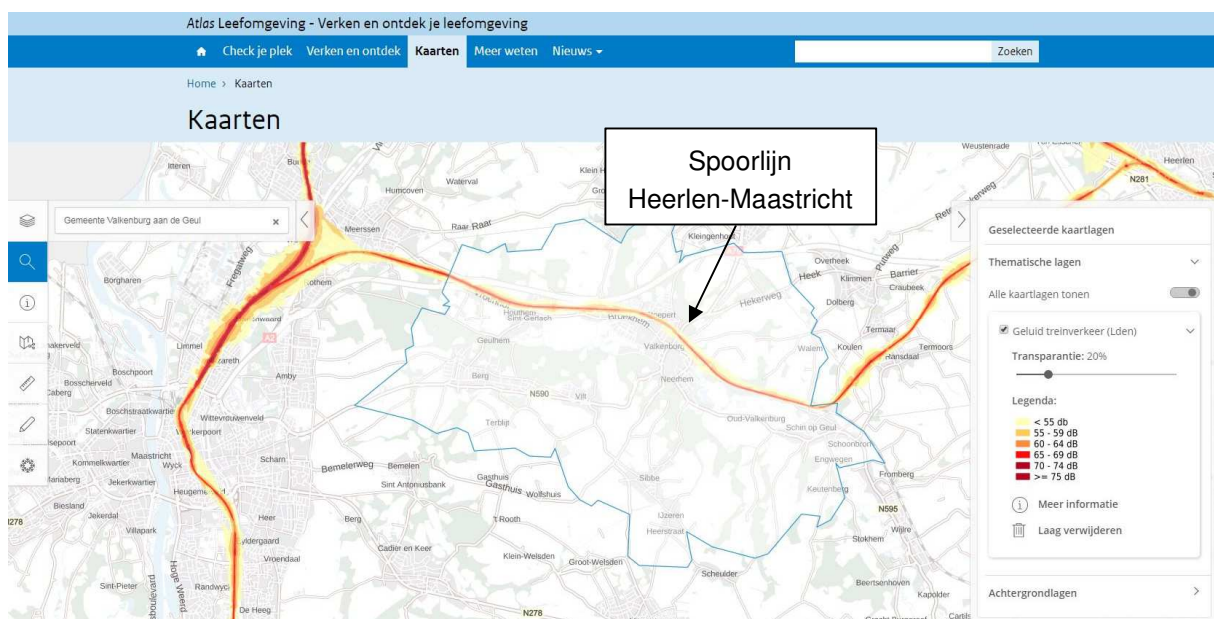 Atlas Leefomgeving - Verken en ontdek je leefomgeving
Check je plek Verken en ontdek Kaarten Meer weten Nieuws
Zoeken
Home › Kaarten
Kaarten
Spoorlijn
Heerlen-Maastricht
Gemeente Valkenburg aan de Geul x
Geselecteerde kaartlagen
Thematische lagen
Alle kaartlagen tonen
Geluid treinverkeer (Lden)
Transparantie: 20%
Legenda:
< 55 db
55 - 59 dB
60 - 64 dB
65 - 69 dB
70 - 74 dB
>= 75 dB
Meer informatie
Laag verwijderen
Achtergrondlagen
Itteren
Waterval
Humcoven
Meerssen
Raar Raat
Kleingenhout
Weustenrade
Heerlen
N281
Overheek
Heek
Klimmen
Barrier
Craubeek
Putweg
Dolberg
Hekerweg
Borgharen
Fregatweg
Houthem
Sint-Gerlach
Geulhem
Valkenburg
Walem
Koulen
Termaar
Ransdaal
Termoors
Limmel
A2
Amby
Berg
Neerhem
Boschpoort
Bosscherveld
Caberg
N590
Vilt
Oud-Valkenburg
Schin op Geul
Boschstraatkwartier
Wittevrouwenveld
Statenkwartier
Terblijt
Schoonbron
Engwegen
Maastricht
Kommelkwartier
Wyck
Scharn
Bemelerweg
Bemelen
Sint Antoniusbank
Gasthuis
Gasthuis
Wolfshuis
Sibbe
Keutenberg
Fromberg
Jekerkwartier
Biesland
Jekerdal
Villapark
Heer
Berg
't Rooth
IJzeren
Heerstraat
N595
Wijlre
Stokhem
Vroendaal
Cadier en Keer
Klein-Welsden
Groot-Welsden
Scheulder
Beertsenhoven
Kapolder
Sint-Pieter
Hoge Weerd
De Heeg
N278